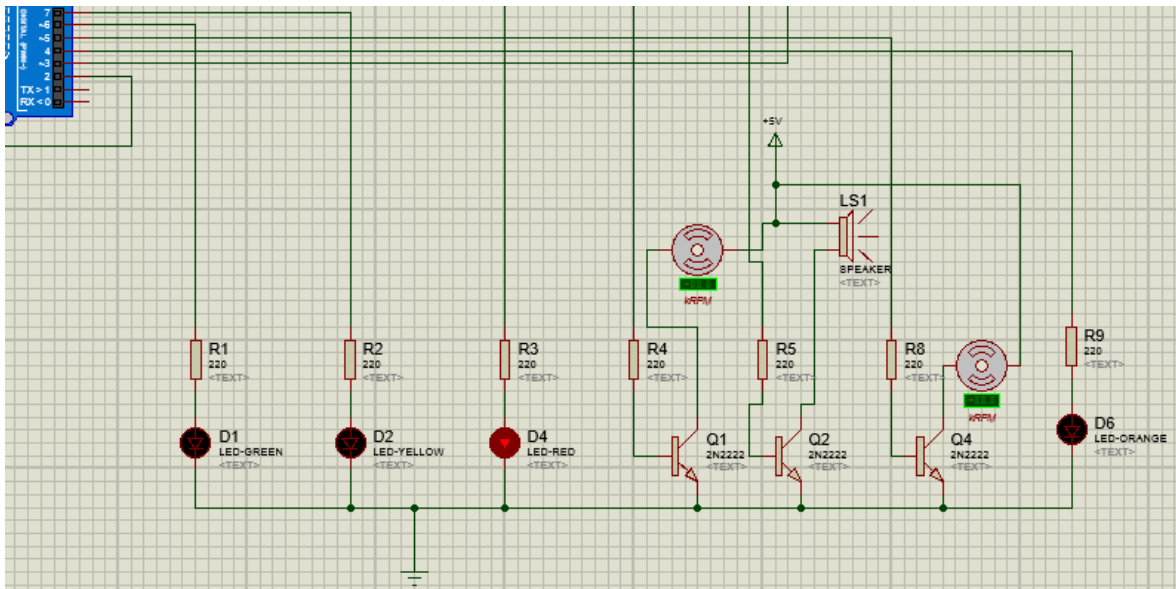 7
~6
~5
4
~3
2
TX > 1
RX < 0
+5V
LS1
SPEAKER
<TEXT>
kRPM
R1
220
<TEXT>
R2
220
<TEXT>
R3
220
<TEXT>
R4
220
<TEXT>
R5
220
<TEXT>
R8
220
<TEXT>
R9
220
<TEXT>
kRPM
D1
LED-GREEN
<TEXT>
D2
LED-YELLOW
<TEXT>
D4
LED-RED
<TEXT>
Q1
2N2222
<TEXT>
Q2
2N2222
<TEXT>
Q4
2N2222
<TEXT>
D6
LED-ORANGE
<TEXT>